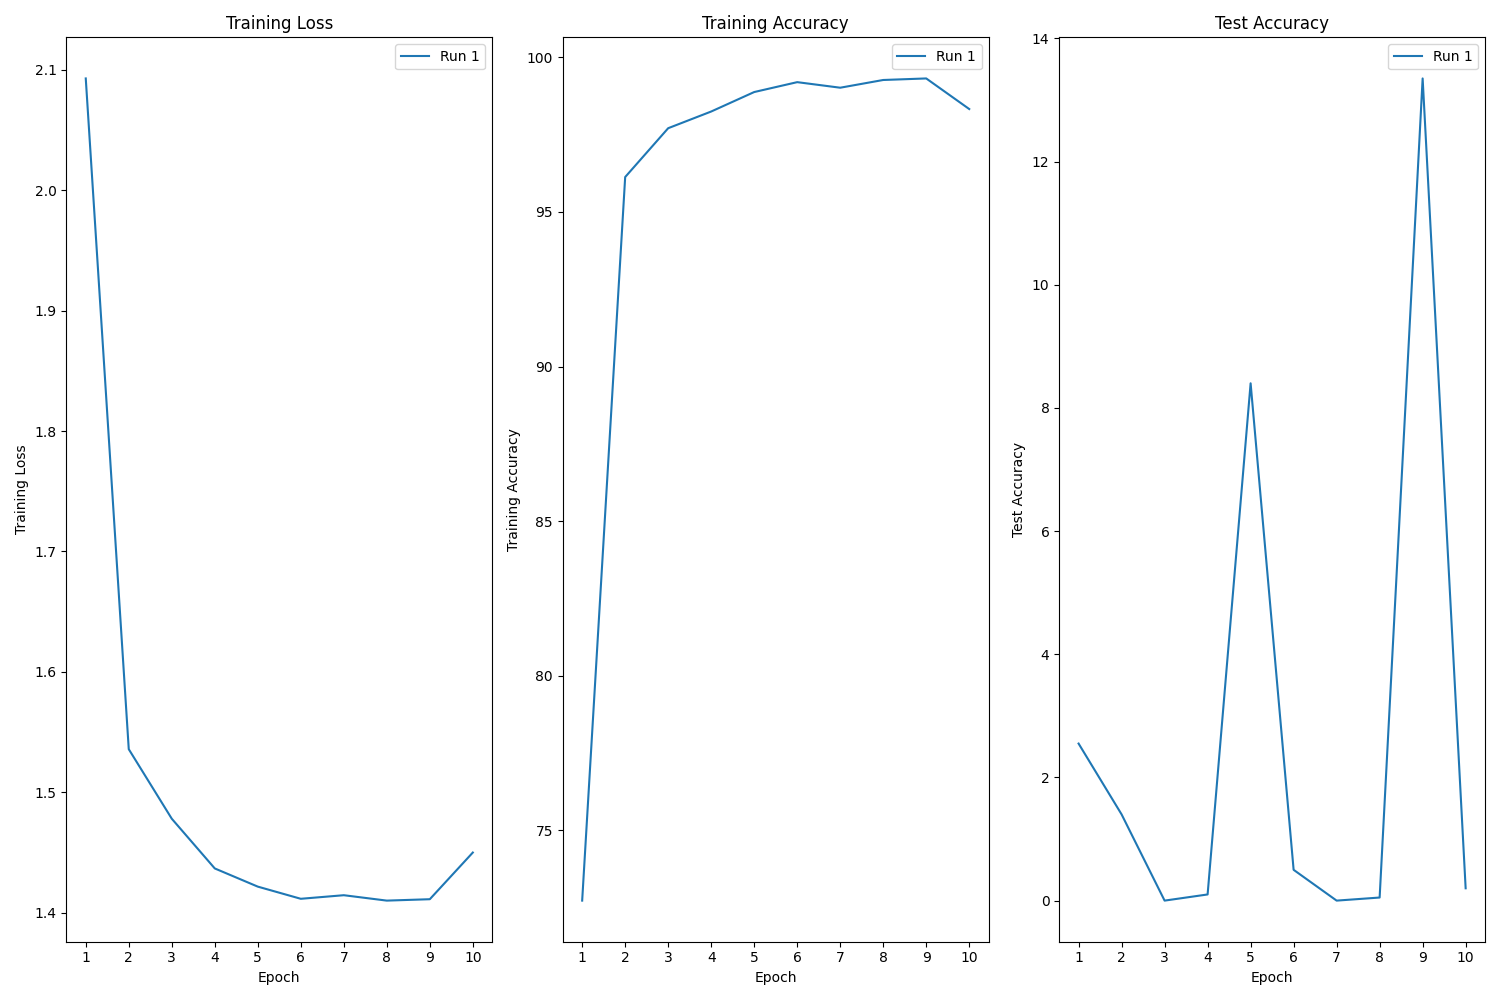 Training Loss
Run 1
2.1
2.0
1.9
1.8
1.7
1.6
1.5
1.4
Training Loss
1 2 3 4 5 6 7 8 9 10
Epoch
Training Accuracy
Run 1
100
95
90
85
80
75
Training Accuracy
1 2 3 4 5 6 7 8 9 10
Epoch
Test Accuracy
Run 1
14
12
10
8
6
4
2
0
Test Accuracy
1 2 3 4 5 6 7 8 9 10
Epoch